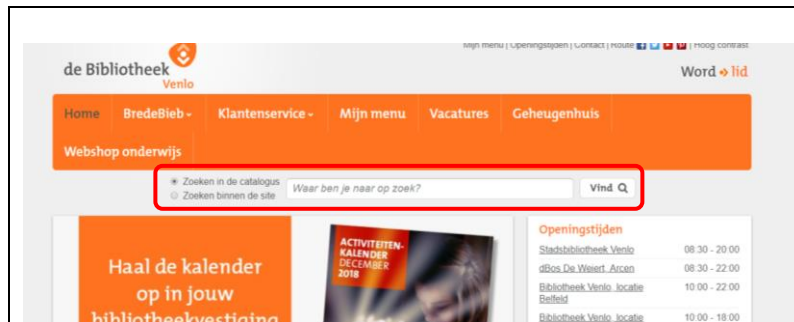 Mijn menu | Openingstijden | Contact | Route | Hoog contrast
de Bibliotheek
Venlo
Word lid
Home BredeBieb Klantenservice Mijn menu Vacatures Geheugenhuis
Webshop onderwijs
Zoeken in de catalogus
Zoeken binnen de site
Waar ben je naar op zoek?
Vind
Haal de kalender
op in jouw
bibliotheekvestiging
ACTIVITEITEN-
KALENDER
DECEMBER
2018
Openingstijden
Stadsbibliotheek Venlo 08:30 - 20:00
dBos De Weiert, Arcen 08:30 - 22:00
Bibliotheek Venlo, locatie 10:00 - 22:00
Belfeld
Bibliotheek Venlo, locatie 10:00 - 18:00